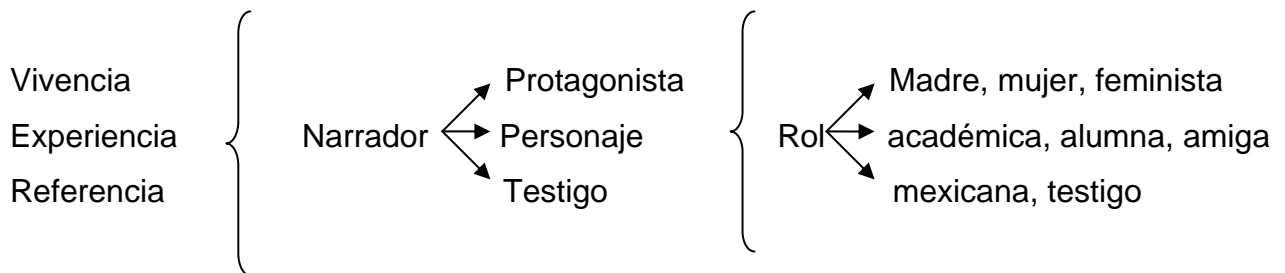 Vivencia Protagonista Madre, mujer, feminista
Experiencia Narrador Personaje Rol académica, alumna, amiga
Referencia Testigo mexicana, testigo